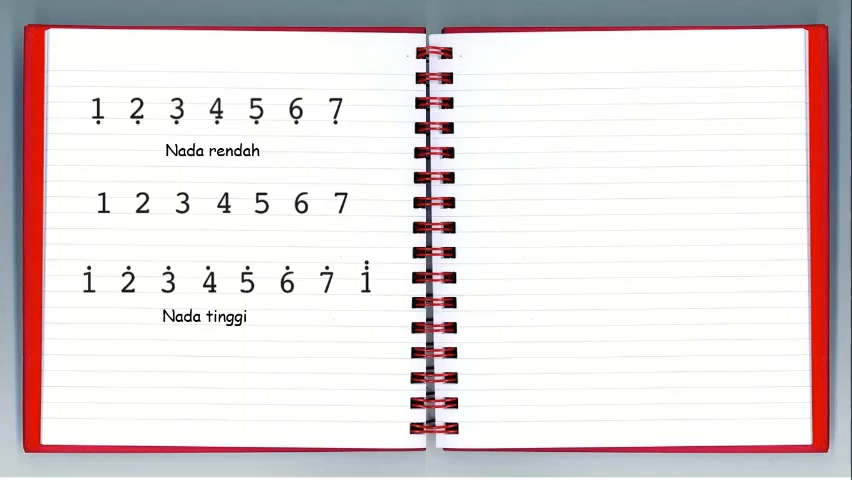 1̣ 2̣ 3̣ 4̣ 5̣ 6̣ 7̣
Nada rendah
1 2 3 4 5 6 7
1̇ 2̇ 3̇ 4̇ 5̇ 6̇ 7̇ 1̈
Nada tinggi